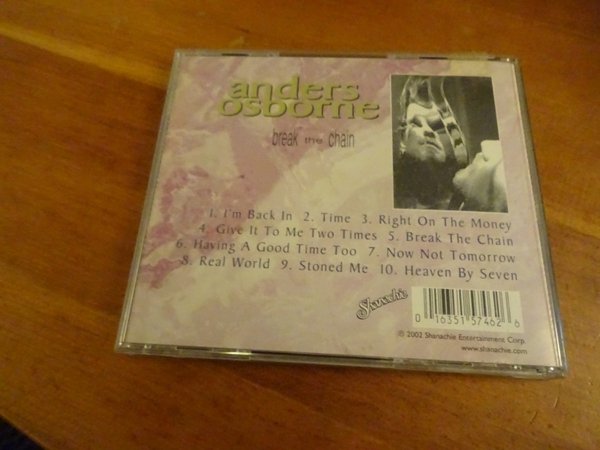 anders
osborne
break the chain
1. I'm Back In 2. Time 3. Right On The Money
4. Give It To Me Two Times 5. Break The Chain
6. Having A Good Time Too 7. Now Not Tomorrow
8. Real World 9. Stoned Me 10. Heaven By Seven
Shanachie
0 16351 57462 6
© 2002 Shanachie Entertainment Corp.
www.shanachie.com